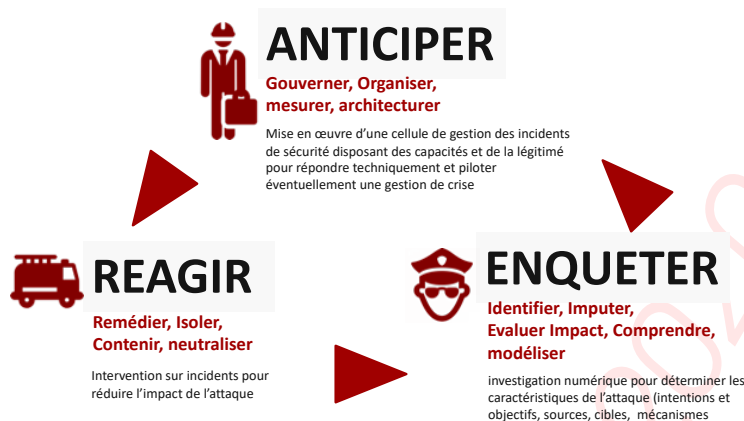 ANTICIPER
Gouverner, Organiser,
mesurer, architecturer
Mise en œuvre d’une cellule de gestion des incidents
de sécurité disposant des capacités et de la légitimé
pour répondre techniquement et piloter
éventuellement une gestion de crise
REAGIR
Remédier, Isoler,
Contenir, neutraliser
Intervention sur incidents pour
réduire l’impact de l’attaque
ENQUETER
Identifier, Imputer,
Evaluer Impact, Comprendre,
modéliser
investigation numérique pour déterminer les
caractéristiques de l’attaque (intentions et
objectifs, sources, cibles, mécanismes